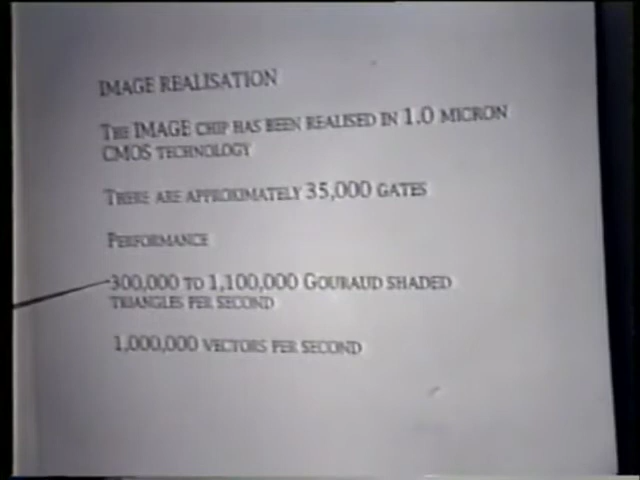 IMAGE REALISATION
THE IMAGE CHIP HAS BEEN REALISED IN 1.0 MICRON
CMOS TECHNOLOGY
THERE ARE APPROXIMATELY 35,000 GATES
PERFORMANCE
300,000 TO 1,100,000 GOURAUD SHADED
TRIANGLES PER SECOND
1,000,000 VECTORS PER SECOND